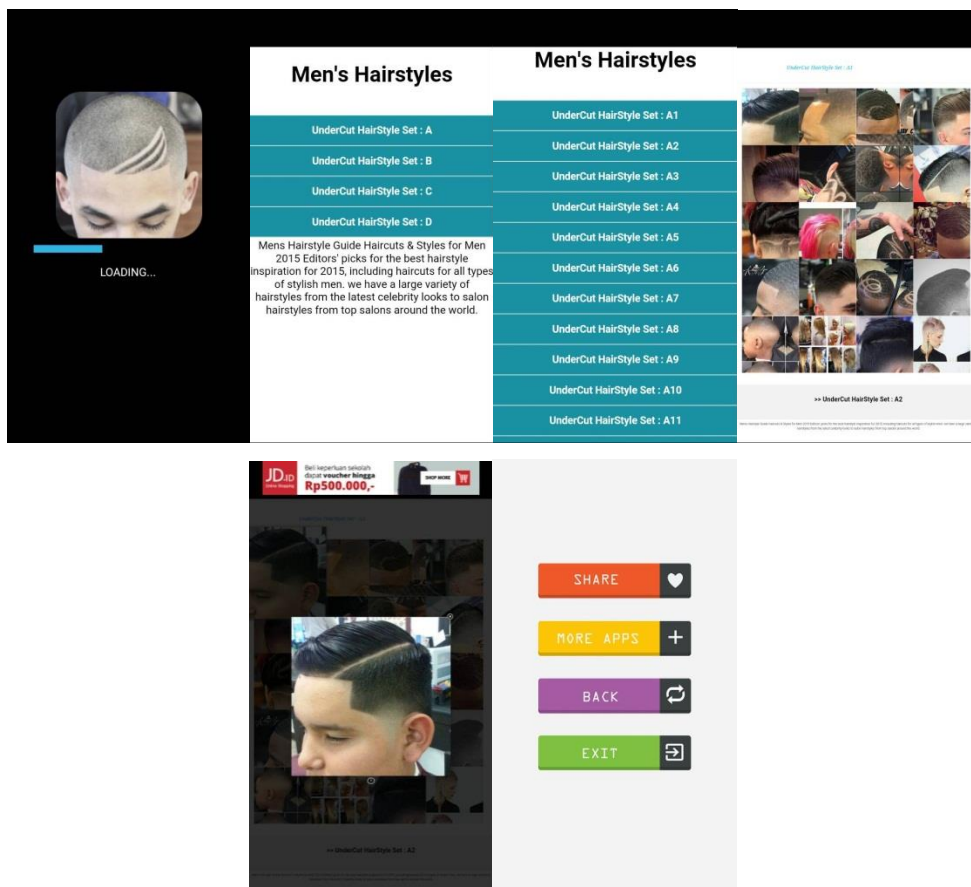 LOADING...
Men's Hairstyles
UnderCut HairStyle Set : A
UnderCut HairStyle Set : B
UnderCut HairStyle Set : C
UnderCut HairStyle Set : D
Mens Hairstyle Guide Haircuts & Styles for Men
2015 Editors' picks for the best hairstyle
inspiration for 2015, including haircuts for all types
of stylish men. we have a large variety of
hairstyles from the latest celebrity looks to salon
hairstyles from top salons around the world.
Men's Hairstyles
UnderCut HairStyle Set : A1
UnderCut HairStyle Set : A2
UnderCut HairStyle Set : A3
UnderCut HairStyle Set : A4
UnderCut HairStyle Set : A5
UnderCut HairStyle Set : A6
UnderCut HairStyle Set : A7
UnderCut HairStyle Set : A8
UnderCut HairStyle Set : A9
UnderCut HairStyle Set : A10
UnderCut HairStyle Set : A11
UnderCut HairStyle Set : A1
>> UnderCut HairStyle Set : A2
JD.ID
Online Shopping
Beli keperluan sekolah
dapat voucher hingga
Rp500.000,-
SHOP MORE
>> UnderCut HairStyle Set : A2
SHARE
MORE APPS
BACK
EXIT